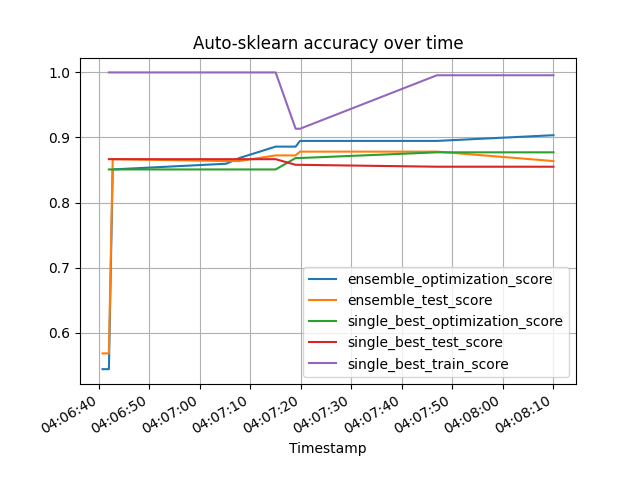 Auto-sklearn accuracy over time
1.0
0.9
0.8
0.7
0.6
ensemble_optimization_score
ensemble_test_score
single_best_optimization_score
single_best_test_score
single_best_train_score
04:06:40
04:06:50
04:07:00
04:07:10
04:07:20
04:07:30
04:07:40
04:07:50
04:08:00
04:08:10
Timestamp